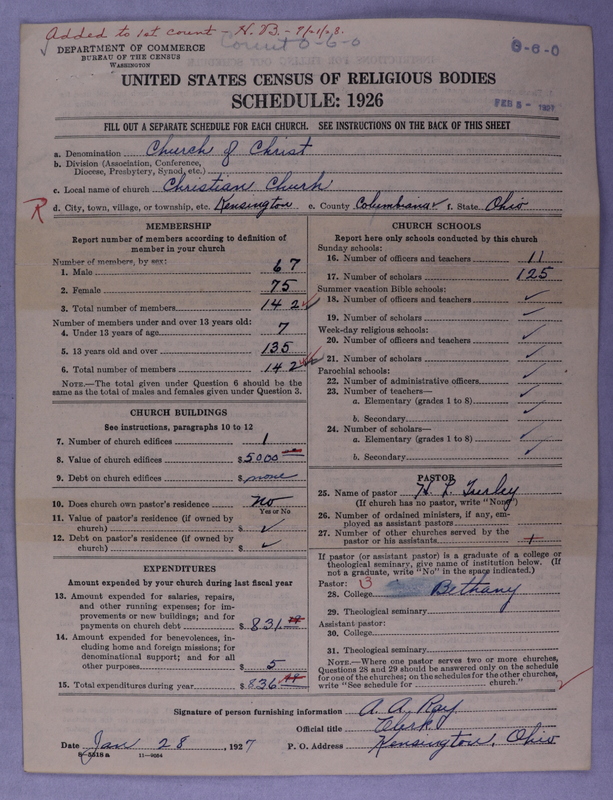 Added to 1st count - H.B. - 9/21/28.
Count 0-6-0
8-6-0
DEPARTMENT OF COMMERCE
BUREAU OF THE CENSUS
WASHINGTON
UNITED STATES CENSUS OF RELIGIOUS BODIES
SCHEDULE: 1926
FEB 5 - 1927
FILL OUT A SEPARATE SCHEDULE FOR EACH CHURCH. SEE INSTRUCTIONS ON THE BACK OF THIS SHEET
a. Denomination Church of Christ
b. Division (Association, Conference, Diocese, Presbytery, Synod, etc.)
c. Local name of church Christian Church
R
d. City, town, village, or township, etc. Kensington e. County Columbiana f. State Ohio
MEMBERSHIP
Report number of members according to definition of
member in your church
Number of members, by sex:
1. Male 67
2. Female 75
3. Total number of members 142
Number of members under and over 13 years old:
4. Under 13 years of age 7
5. 13 years old and over 135
6. Total number of members 142
NOTE.—The total given under Question 6 should be
same as the total of males and females given under Question 3.
CHURCH BUILDINGS
See instructions, paragraphs 10 to 12
7. Number of church edifices 1
8. Value of church edifices $5000
9. Debt on church edifices $none
10. Does church own pastor's residence No
Yes or No
11. Value of pastor's residence (if owned by
church) $ ✓
12. Debt on pastor's residence (if owned by
church) $ ✓
EXPENDITURES
Amount expended by your church during last fiscal year
13. Amount expended for salaries, repairs,
and other running expenses; for im-
provements or new buildings; and for
payments on church debt $831
14. Amount expended for benevolences, in-
cluding home and foreign missions; for
denominational support; and for all
other purposes $ 5
15. Total expenditures during year $836
CHURCH SCHOOLS
Report here only schools conducted by this church
Sunday schools:
16. Number of officers and teachers 11
17. Number of scholars 125
Summer vacation Bible schools:
18. Number of officers and teachers ✓
19. Number of scholars ✓
Week-day religious schools:
20. Number of officers and teachers ✓
21. Number of scholars ✓
Parochial schools:
22. Number of administrative officers ✓
23. Number of teachers—
a. Elementary (grades 1 to 8) ✓
b. Secondary ✓
24. Number of scholars—
a. Elementary (grades 1 to 8) ✓
b. Secondary ✓
PASTOR
25. Name of pastor H. L. Turley
(If church has no pastor, write "None")
26. Number of ordained ministers, if any, em-
ployed as assistant pastors
27. Number of other churches served by the
pastor or his assistants
If pastor (or assistant pastor) is a graduate of a college or
theological seminary, give name of institution below. (If
not a graduate, write "No" in the space indicated.)
Pastor: 13
28. College Bethany
29. Theological seminary
Assistant pastor:
30. College
31. Theological seminary
NOTE.—Where one pastor serves two or more churches,
Questions 28 and 29 should be answered only on the schedule
for one of the churches; on the schedules for the other churches,
write "See schedule for church."
Signature of person furnishing information A. A. Ray
Official title Clerk
Date Jan 28, 1927 P. O. Address Kensington, Ohio
8-5518 a 11-9054